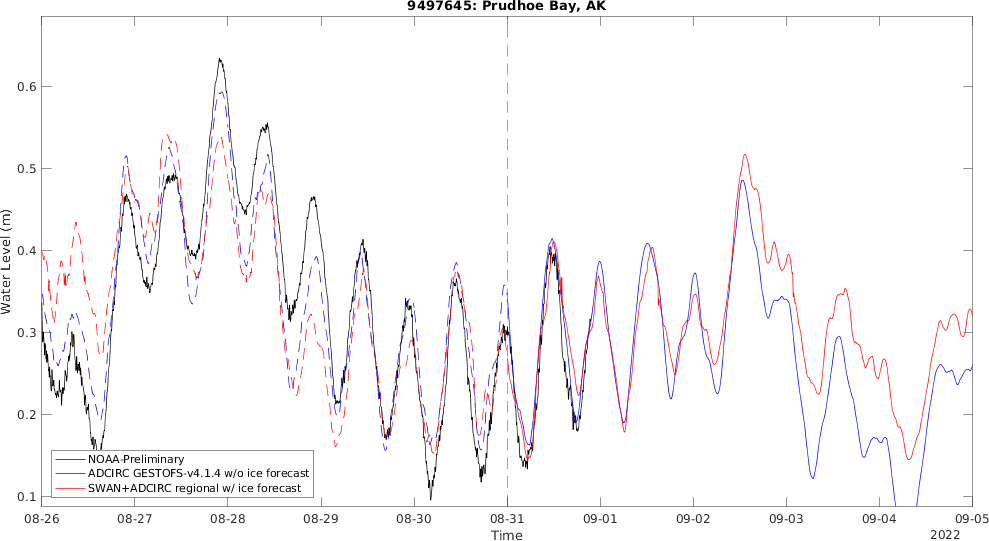 9497645: Prudhoe Bay, AK
Water Level (m)
0.6
0.5
0.4
0.3
0.2
0.1
NOAA-Preliminary
ADCIRC GESTOFS-v4.1.4 w/o ice forecast
SWAN+ADCIRC regional w/ ice forecast
08-26 08-27 08-28 08-29 08-30 08-31 09-01 09-02 09-03 09-04 09-05
Time
2022